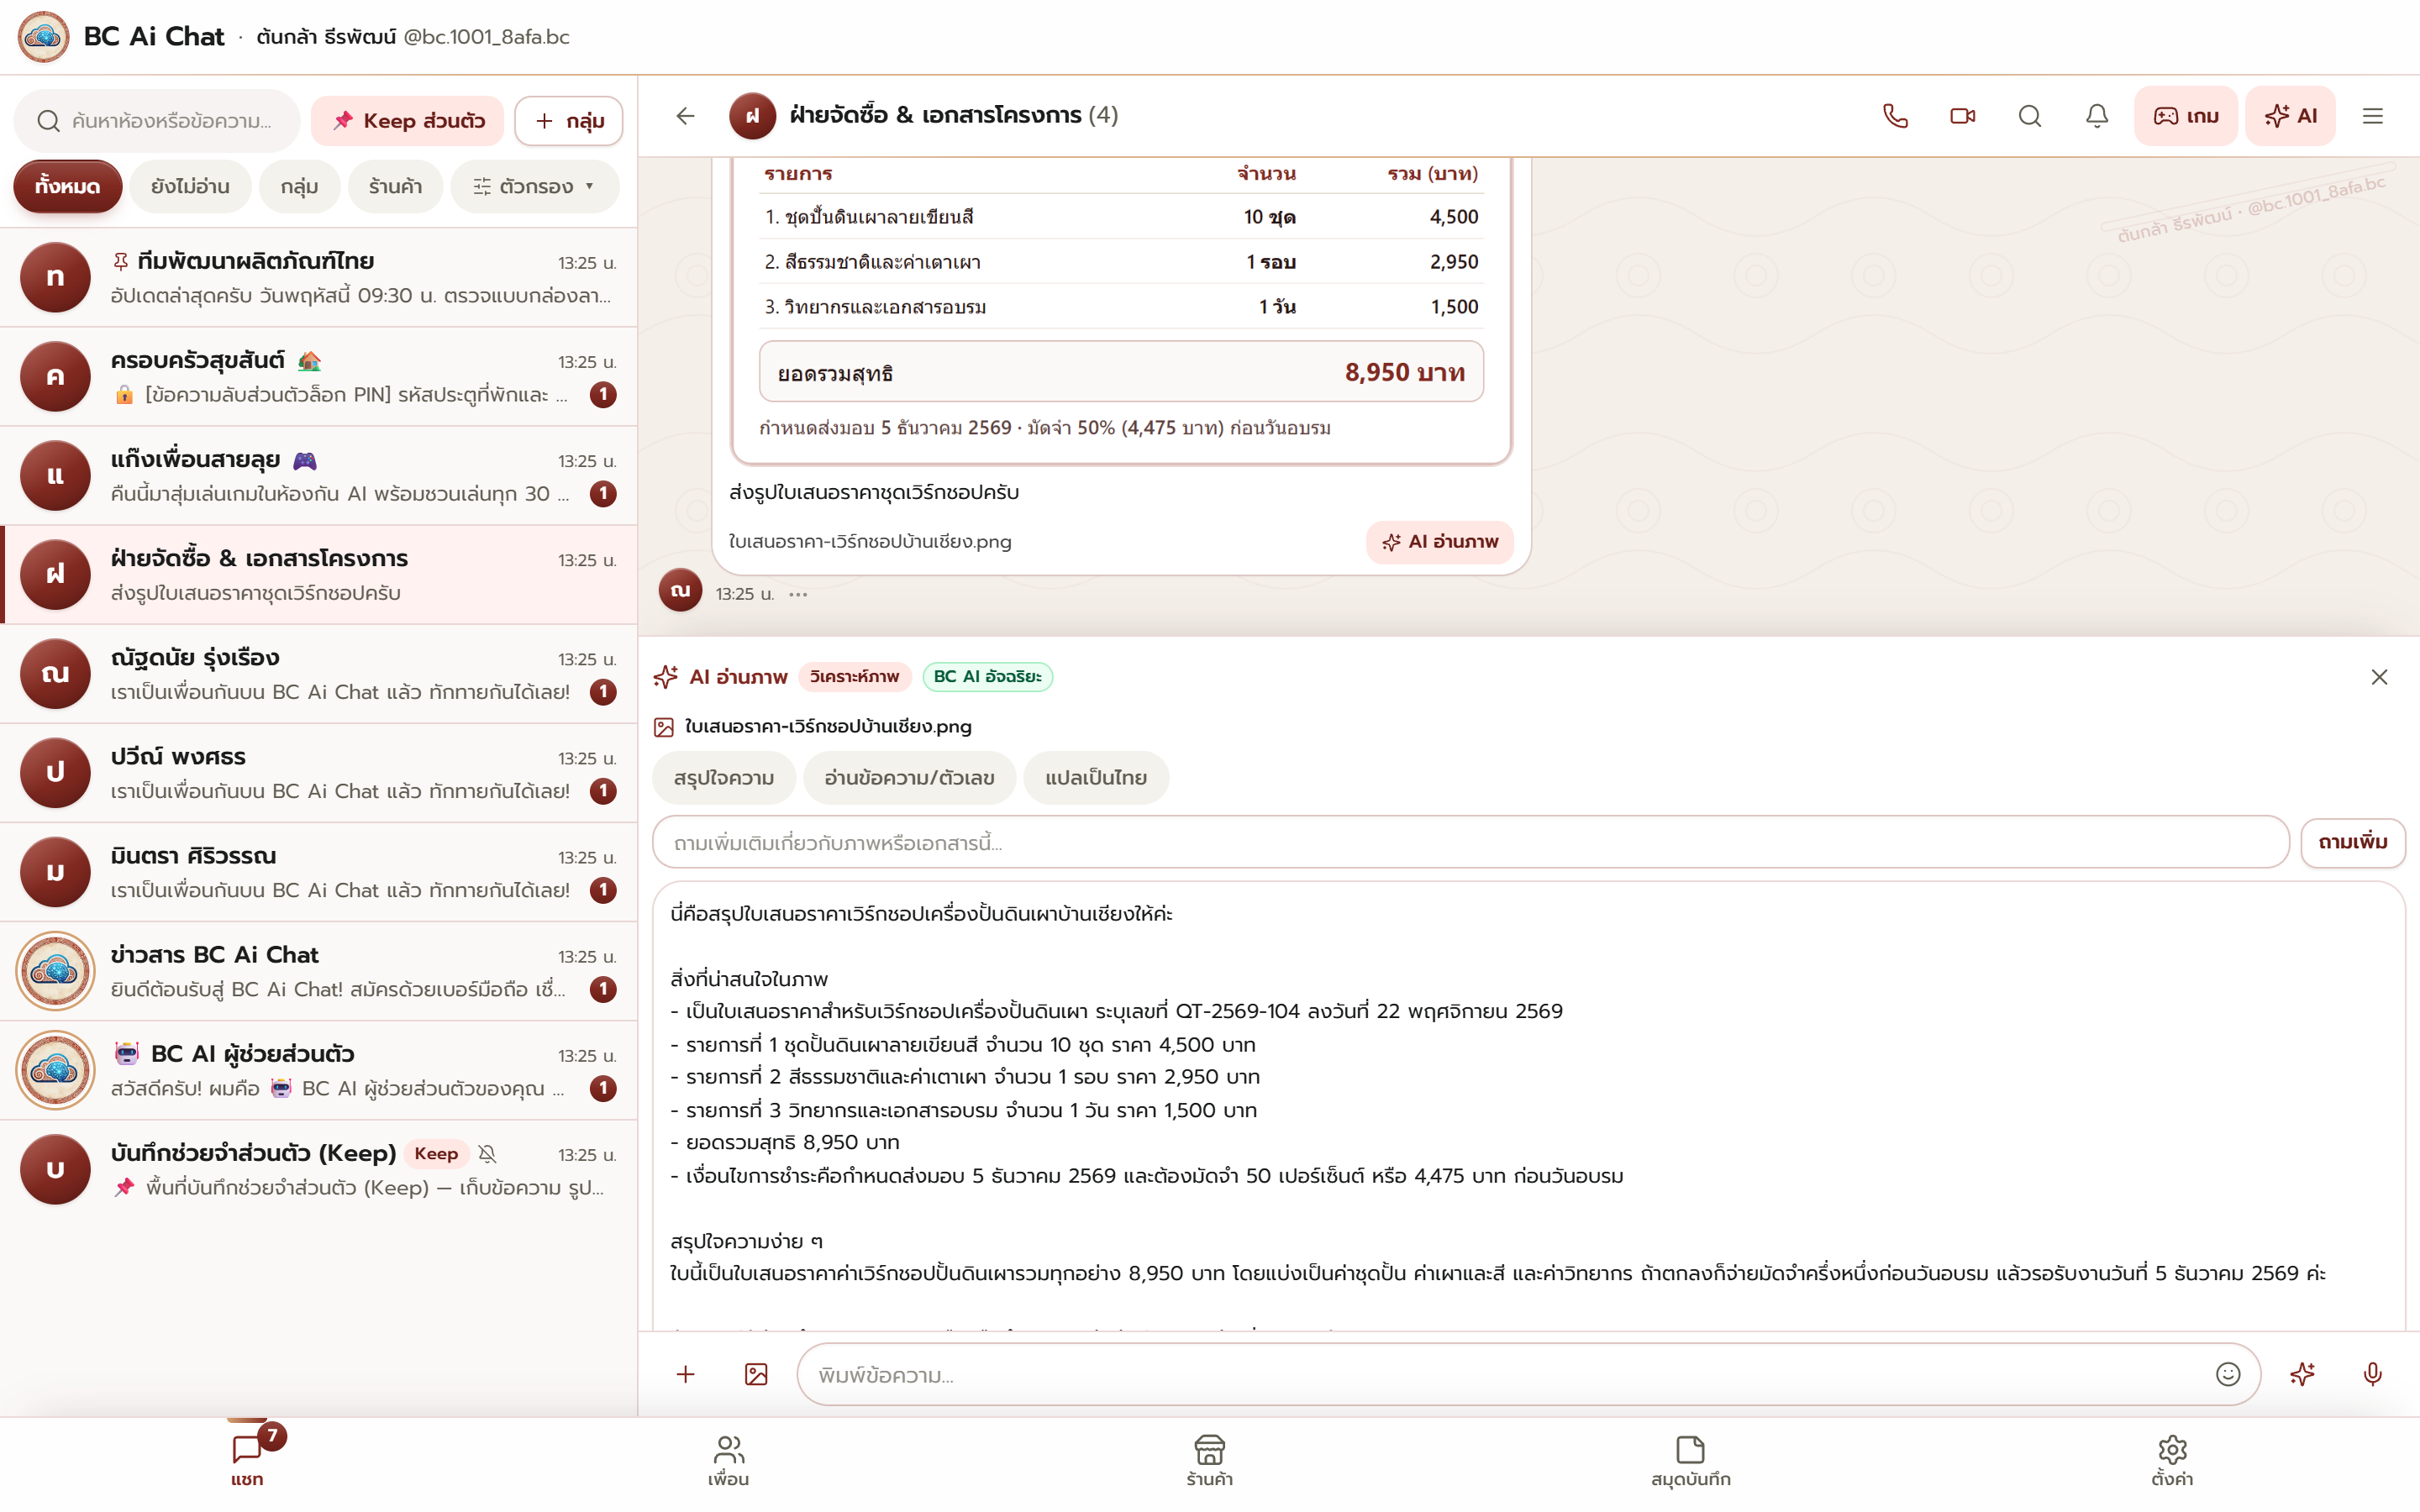 BC Ai Chat · ต้นกล้า ธีรพัฒน์ @bc.1001_8afa.bc
ค้นหาห้องหรือข้อความ...
📌 Keep ส่วนตัว
+ กลุ่ม
ทั้งหมด
ยังไม่อ่าน
กลุ่ม
ร้านค้า
ตัวกรอง ▾
ท
ทีมพัฒนาผลิตภัณฑ์ไทย 13:25 น.
อัปเดตล่าสุดครับ วันพฤหัสนี้ 09:30 น. ตรวจแบบกล่องลา...
ค
ครอบครัวสุขสันต์ 🏡 13:25 น.
🔒 [ข้อความลับส่วนตัวล็อก PIN] รหัสประตูที่พักและ ... 1
แ
แก๊งเพื่อนสายลุย 🎮 13:25 น.
คืนนี้มาสุ่มเล่นเกมในห้องกัน AI พร้อมชวนเล่นทุก 30 ... 1
ฝ
ฝ่ายจัดซื้อ & เอกสารโครงการ 13:25 น.
ส่งรูปใบเสนอราคาชุดเวิร์กชอปครับ
ณ
ณัฐดนัย รุ่งเรือง 13:25 น.
เราเป็นเพื่อนกันบน BC Ai Chat แล้ว ทักทายกันได้เลย! 1
ป
ปวีณ์ พงศธร 13:25 น.
เราเป็นเพื่อนกันบน BC Ai Chat แล้ว ทักทายกันได้เลย! 1
ม
มินตรา ศิริวรรณ 13:25 น.
เราเป็นเพื่อนกันบน BC Ai Chat แล้ว ทักทายกันได้เลย! 1
ข่าวสาร BC Ai Chat 13:25 น.
ยินดีต้อนรับสู่ BC Ai Chat! สมัครด้วยเบอร์มือถือ เชื่... 1
🤖 BC AI ผู้ช่วยส่วนตัว 13:25 น.
สวัสดีครับ! ผมคือ 🤖 BC AI ผู้ช่วยส่วนตัวของคุณ ... 1
บ
บันทึกช่วยจำส่วนตัว (Keep) Keep 13:25 น.
📌 พื้นที่บันทึกช่วยจำส่วนตัว (Keep) — เก็บข้อความ รูป...
ฝ
ฝ่ายจัดซื้อ & เอกสารโครงการ (4)
เกม
AI
ต้นกล้า ธีรพัฒน์ · @bc.1001_8afa.bc
รายการ จำนวน รวม (บาท)
1. ชุดปั้นดินเผาลายเขียนสี 10 ชุด 4,500
2. สีธรรมชาติและค่าเตาเผา 1 รอบ 2,950
3. วิทยากรและเอกสารอบรม 1 วัน 1,500
ยอดรวมสุทธิ 8,950 บาท
กำหนดส่งมอบ 5 ธันวาคม 2569 · มัดจำ 50% (4,475 บาท) ก่อนวันอบรม
ส่งรูปใบเสนอราคาชุดเวิร์กชอปครับ
ใบเสนอราคา-เวิร์กชอปบ้านเชียง.png
AI อ่านภาพ
ณ
13:25 น. •••
AI อ่านภาพ วิเคราะห์ภาพ BC AI อัจฉริยะ
ใบเสนอราคา-เวิร์กชอปบ้านเชียง.png
สรุปใจความ
อ่านข้อความ/ตัวเลข
แปลเป็นไทย
ถามเพิ่มเติมเกี่ยวกับภาพหรือเอกสารนี้...
ถามเพิ่ม
นี่คือสรุปใบเสนอราคาเวิร์กชอปเครื่องปั้นดินเผาบ้านเชียงให้ค่ะ
สิ่งที่น่าสนใจในภาพ
- เป็นใบเสนอราคาสำหรับเวิร์กชอปเครื่องปั้นดินเผา ระบุเลขที่ QT-2569-104 ลงวันที่ 22 พฤศจิกายน 2569
- รายการที่ 1 ชุดปั้นดินเผาลายเขียนสี จำนวน 10 ชุด ราคา 4,500 บาท
- รายการที่ 2 สีธรรมชาติและค่าเตาเผา จำนวน 1 รอบ ราคา 2,950 บาท
- รายการที่ 3 วิทยากรและเอกสารอบรม จำนวน 1 วัน ราคา 1,500 บาท
- ยอดรวมสุทธิ 8,950 บาท
- เงื่อนไขการชำระคือกำหนดส่งมอบ 5 ธันวาคม 2569 และต้องมัดจำ 50 เปอร์เซ็นต์ หรือ 4,475 บาท ก่อนวันอบรม
สรุปใจความง่าย ๆ
ใบนี้เป็นใบเสนอราคาค่าเวิร์กชอปปั้นดินเผารวมทุกอย่าง 8,950 บาท โดยแบ่งเป็นค่าชุดปั้น ค่าเผาและสี และค่าวิทยากร ถ้าตกลงก็จ่ายมัดจำครึ่งหนึ่งก่อนวันอบรม แล้วรอรับงานวันที่ 5 ธันวาคม 2569 ค่ะ
พิมพ์ข้อความ...
7
แชท
เพื่อน
ร้านค้า
สมุดบันทึก
ตั้งค่า